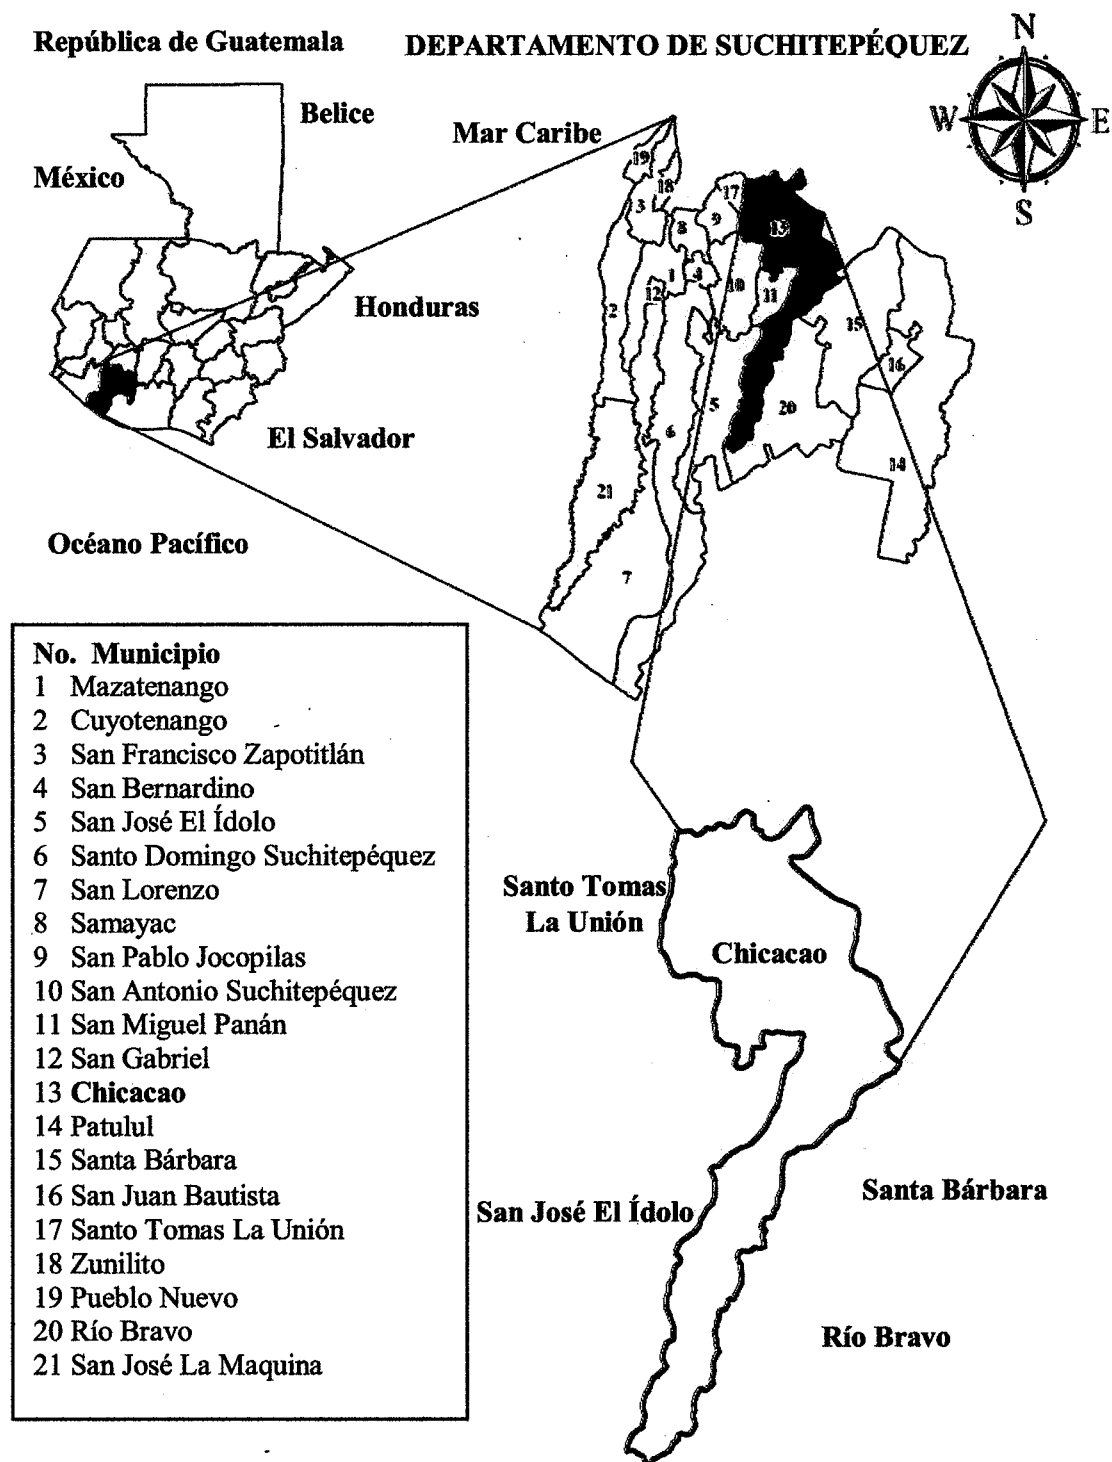 República de Guatemala
DEPARTAMENTO DE SUCHITEPÉQUEZ
N
W
E
S
Belice
Mar Caribe
México
Honduras
El Salvador
Océano Pacífico
19
18
17
3
9
8
13
1
4
10
11
12
2
15
16
5
20
6
14
21
7
No. Municipio
1 Mazatenango
2 Cuyotenango
3 San Francisco Zapotitlán
4 San Bernardino
5 San José El Ídolo
6 Santo Domingo Suchitepéquez
7 San Lorenzo
8 Samayac
9 San Pablo Jocopilas
10 San Antonio Suchitepéquez
11 San Miguel Panán
12 San Gabriel
13 Chicacao
14 Patulul
15 Santa Bárbara
16 San Juan Bautista
17 Santo Tomas La Unión
18 Zunilito
19 Pueblo Nuevo
20 Río Bravo
21 San José La Maquina
Santo Tomas
La Unión
Chicacao
San José El Ídolo
Santa Bárbara
Río Bravo